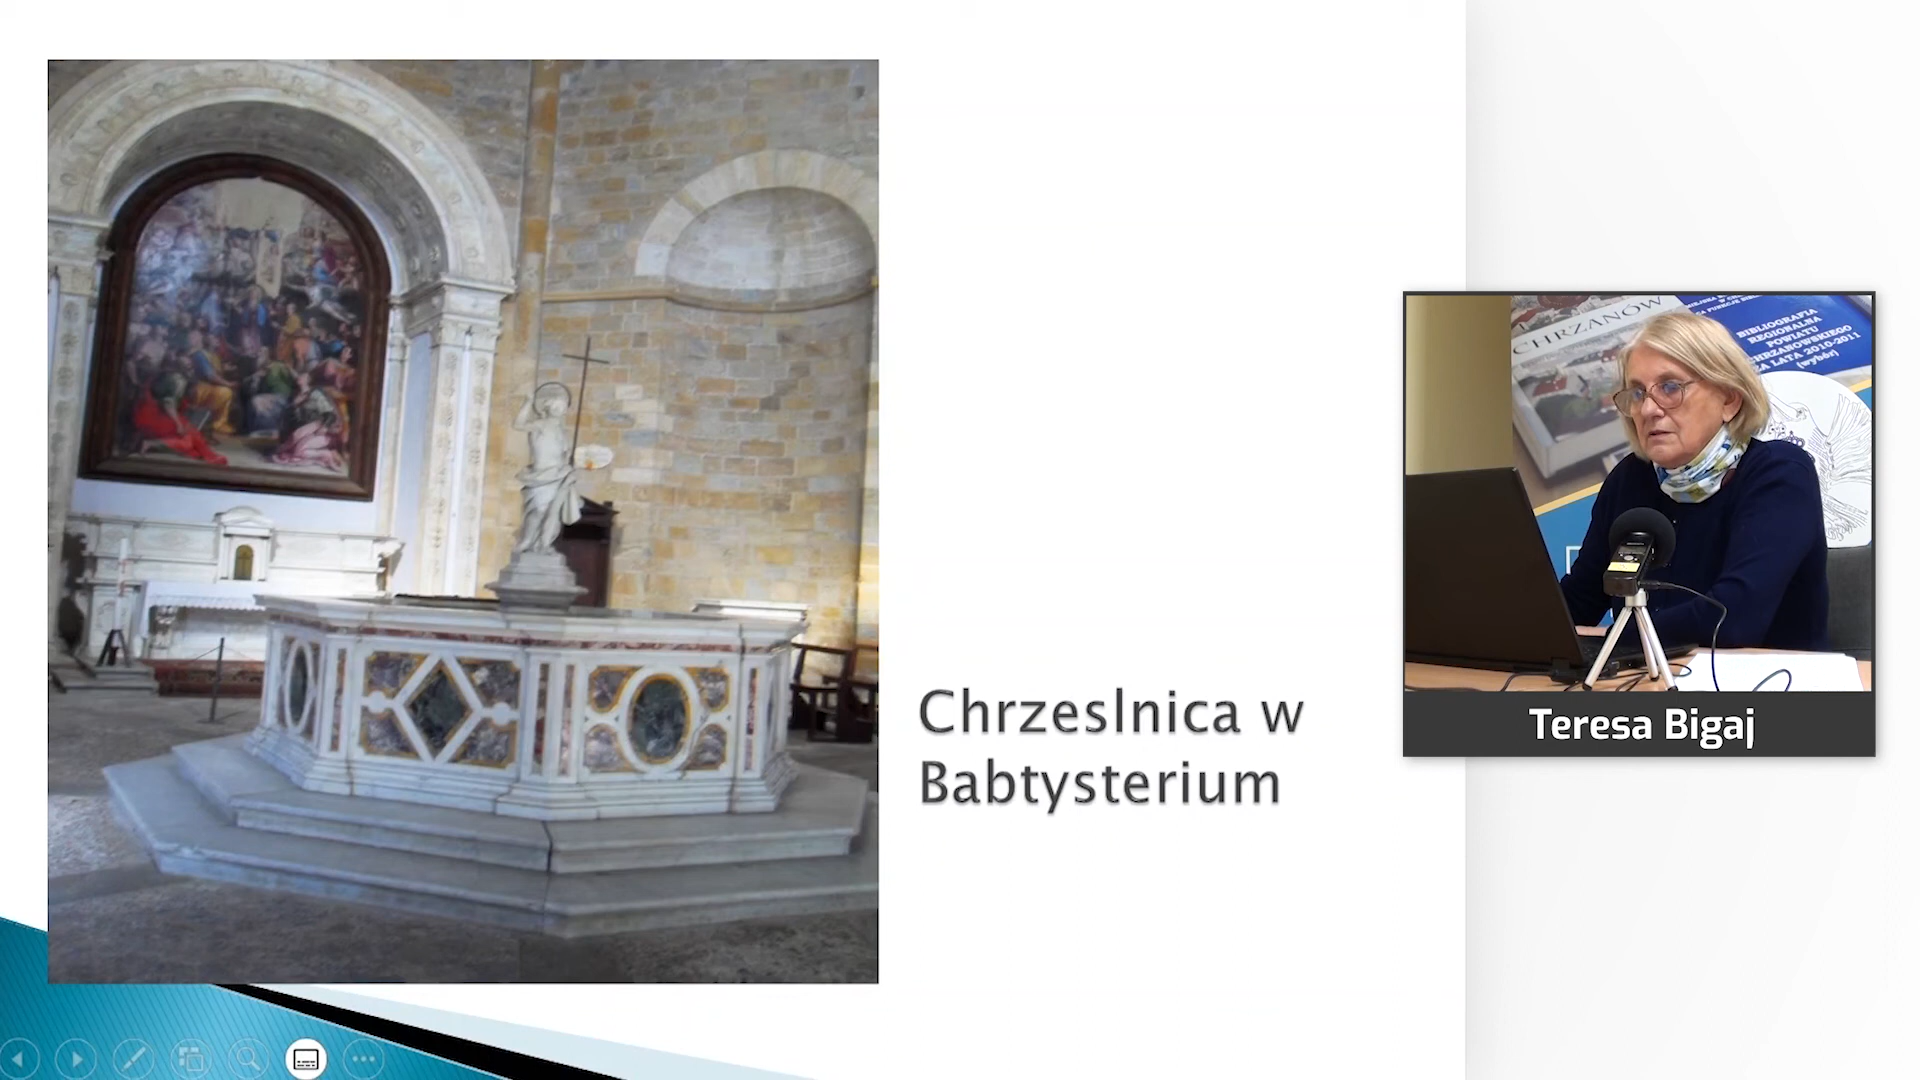 Chrzeslnica w
Babtysterium
CHRZANÓW
BIBLIOGRAFIA
REGIONALNA
POWIATU
CHRZANOWSKIEGO
ZA LATA 2010-2011
(wybór)
Teresa Bigaj